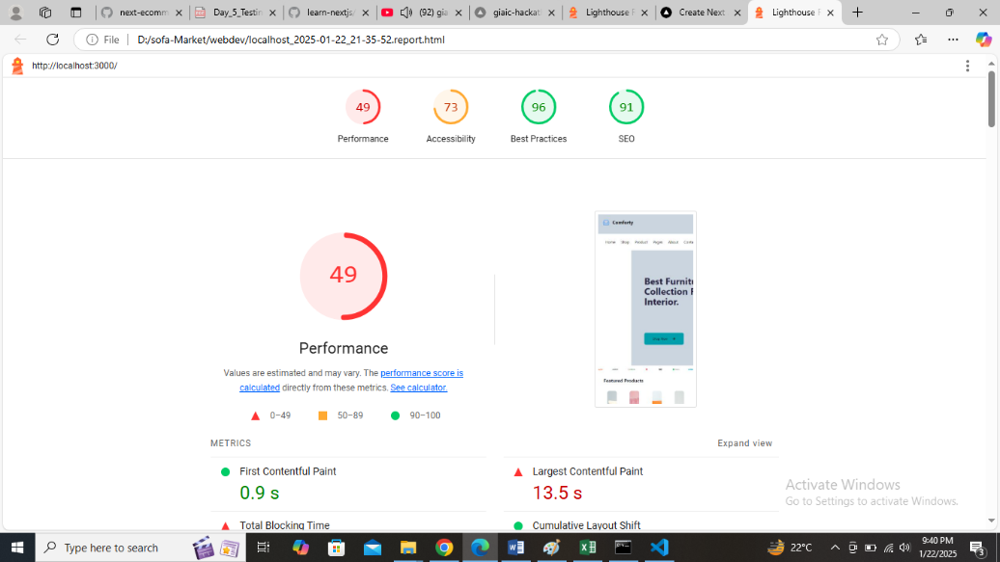 next-ecomm
Day_5_Testin
learn-nextjs/
(92) gia
giaic-hackat
Lighthouse F
Create Next
Lighthouse F
File
D:/sofa-Market/webdev/localhost_2025-01-22_21-35-52.report.html
http://localhost:3000/
49
73
96
91
Performance
Accessibility
Best Practices
SEO
49
Performance
Values are estimated and may vary. The performance score is
calculated directly from these metrics. See calculator.
0–49
50–89
90–100
Comforty
Home Shop Product Pages About Conta
Best Furnitu
Collection F
Interior.
Featured Products
METRICS
Expand view
First Contentful Paint
0.9 s
Largest Contentful Paint
13.5 s
Total Blocking Time
Cumulative Layout Shift
Activate Windows
Go to Settings to activate Windows.
Type here to search
22°C
9:40 PM
1/22/2025
3